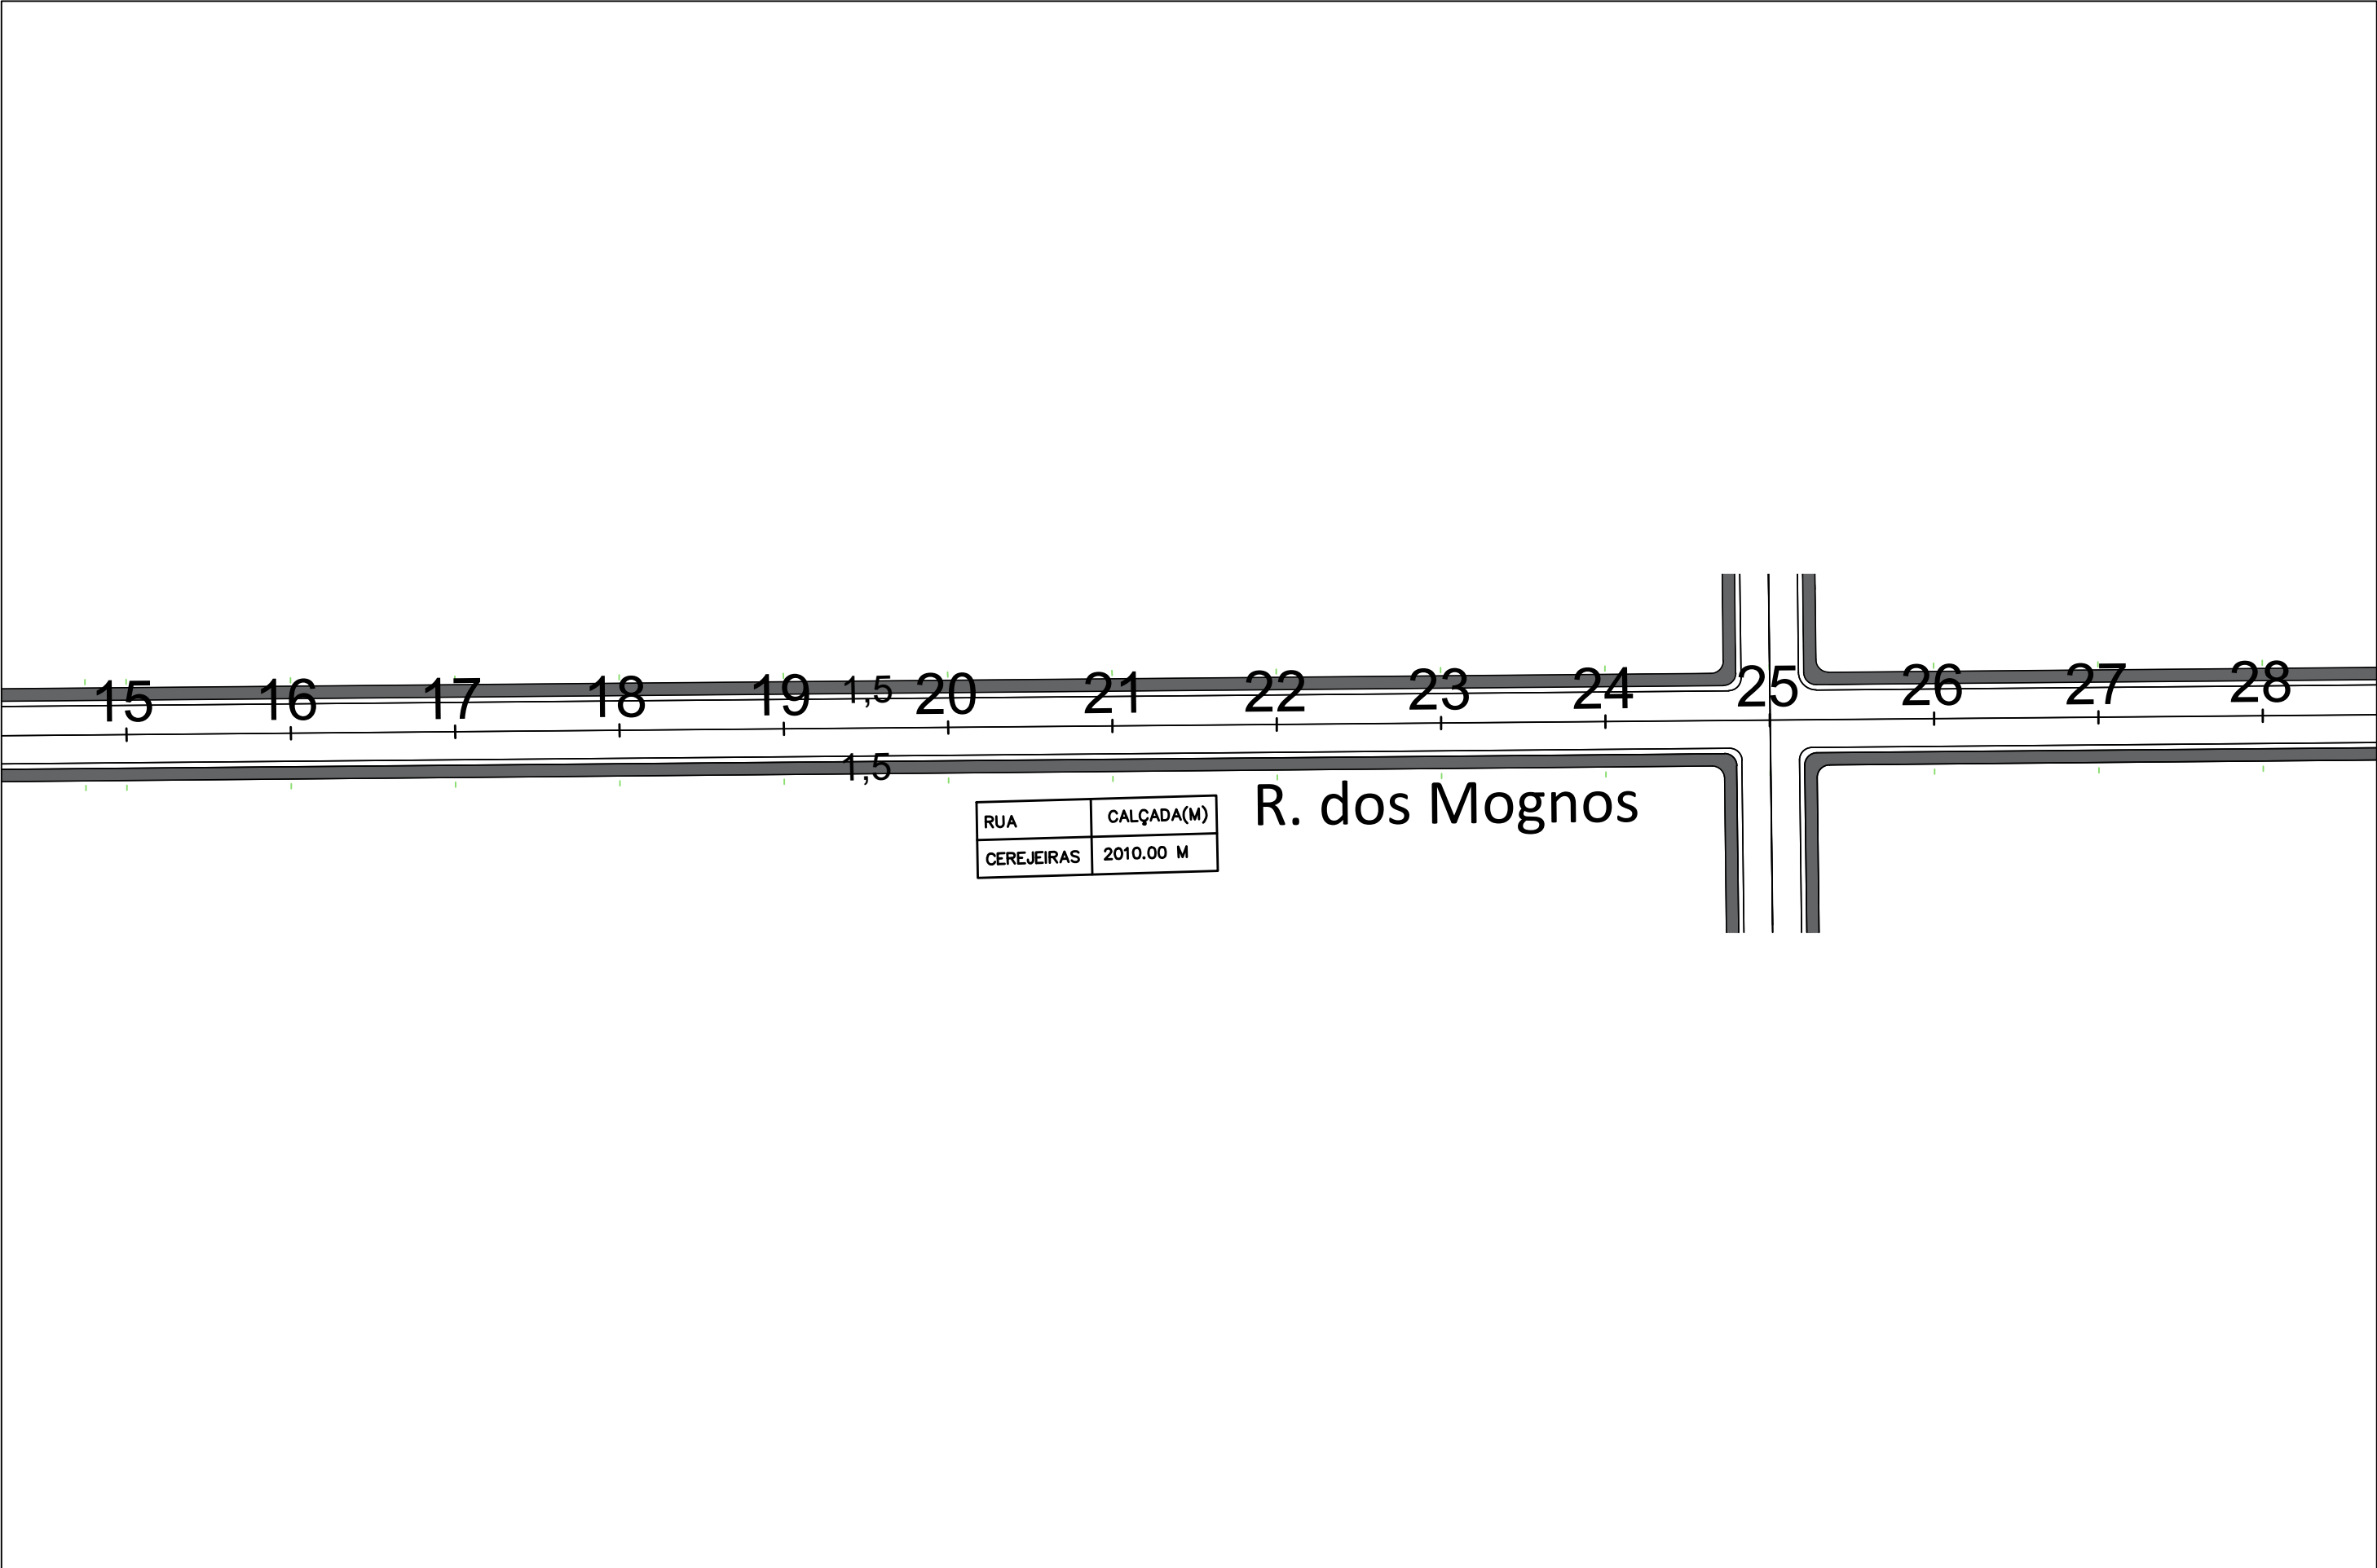 15 16 17 18 19 1,5 20 21 22 23 24 25 26 27 28
1,5
R. dos Mognos
RUA CALÇADA(M)
CEREJEIRAS 2010.00 M